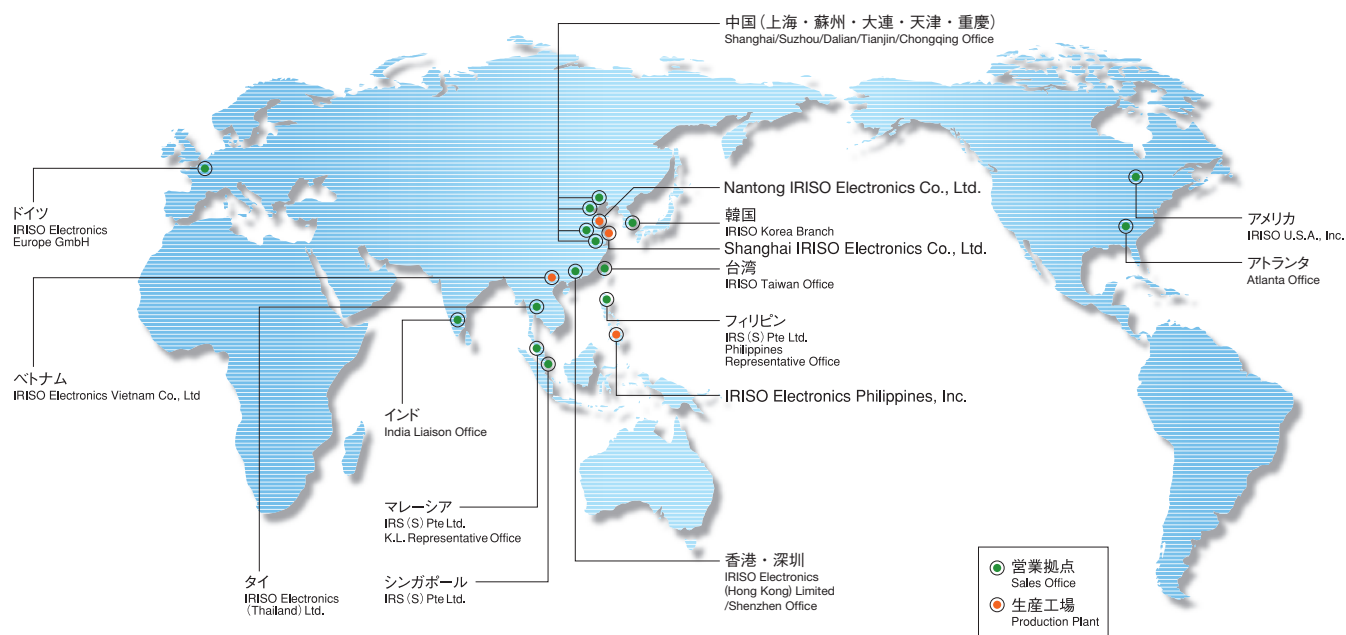 中国（上海・蘇州・大連・天津・重慶）
Shanghai/Suzhou/Dalian/Tianjin/Chongqing Office
ドイツ
IRISO Electronics
Europe GmbH
Nantong IRISO Electronics Co., Ltd.
韓国
IRISO Korea Branch
Shanghai IRISO Electronics Co., Ltd.
台湾
IRISO Taiwan Office
フィリピン
IRS (S) Pte Ltd.
Philippines
Representative Office
IRISO Electronics Philippines, Inc.
アメリカ
IRISO U.S.A., Inc.
アトランタ
Atlanta Office
ベトナム
IRISO Electronics Vietnam Co., Ltd
インド
India Liaison Office
マレーシア
IRS (S) Pte Ltd.
K.L. Representative Office
タイ
IRISO Electronics
(Thailand) Ltd.
シンガポール
IRS (S) Pte Ltd.
香港・深圳
IRISO Electronics
(Hong Kong) Limited
/Shenzhen Office
営業拠点
Sales Office
生産工場
Production Plant